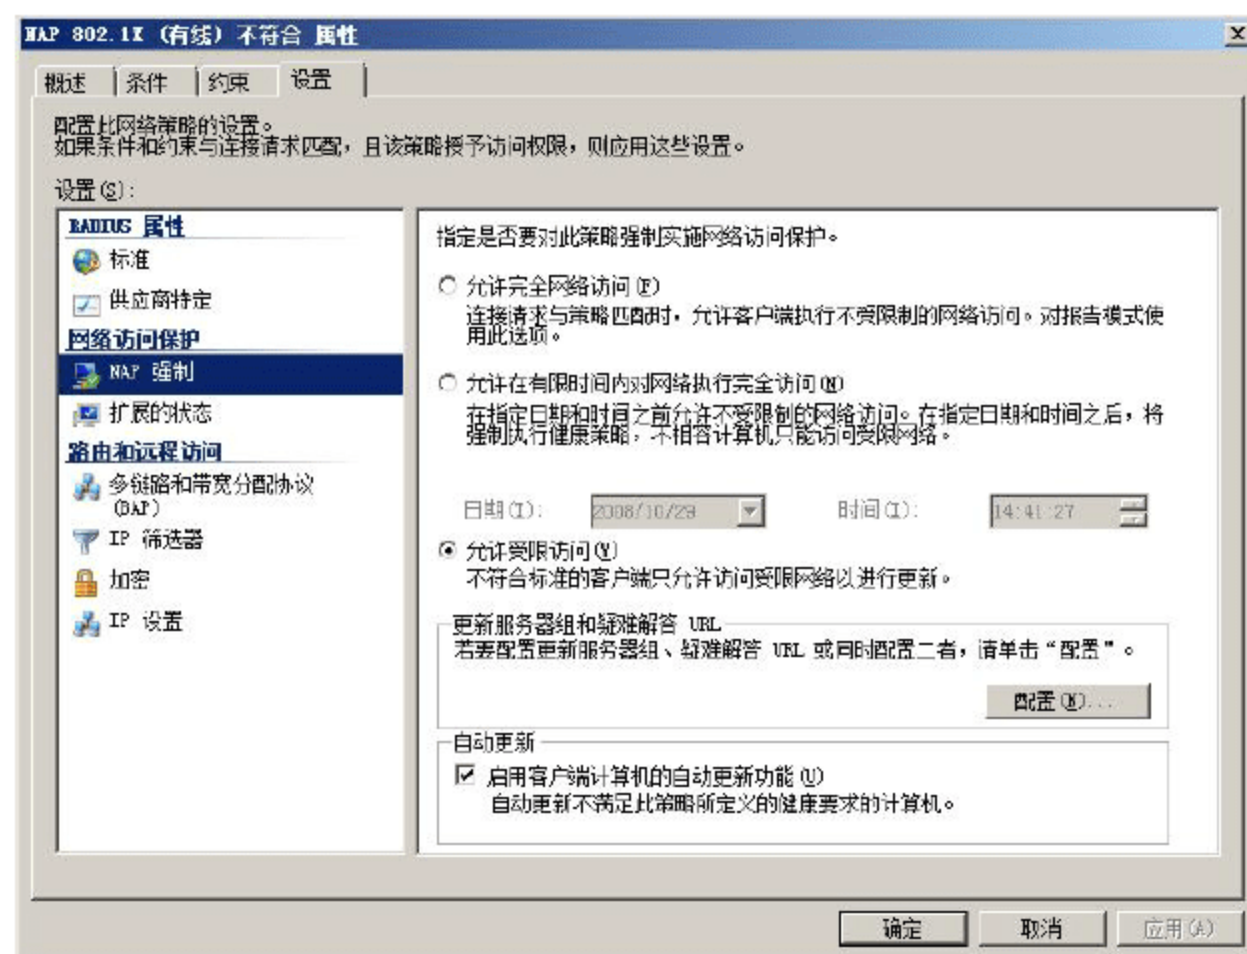 NAP 802.1X (有线) 不符合 属性
概述
条件
约束
设置
配置此网络策略的设置。
如果条件和约束与连接请求匹配，且该策略授予访问权限，则应用这些设置。
设置(S):
RADIUS 属性
标准
供应商特定
网络访问保护
NAP 强制
扩展的状态
路由和远程访问
多链路和带宽分配协议
(BAP)
IP 筛选器
加密
IP 设置
指定是否要对此策略强制实施网络访问保护。
允许完全网络访问(F)
连接请求与策略匹配时，允许客户端执行不受限制的网络访问。对报告模式使
用此选项。
允许在有限时间内对网络执行完全访问(N)
在指定日期和时间之前允许不受限制的网络访问。在指定日期和时间之后，将
强制执行健康策略，不相容计算机只能访问受限网络。
日期(I): 2008/10/29 时间(I): 14:41:27
允许受限访问(V)
不符合标准的客户端只允许访问受限网络以进行更新。
更新服务器组和疑难解答 URL
若要配置更新服务器组、疑难解答 URL 或同时配置二者，请单击“配置”。
配置(N)...
自动更新
启用客户端计算机的自动更新功能(U)
自动更新不满足此策略所定义的健康要求的计算机。
确定
取消
应用(A)